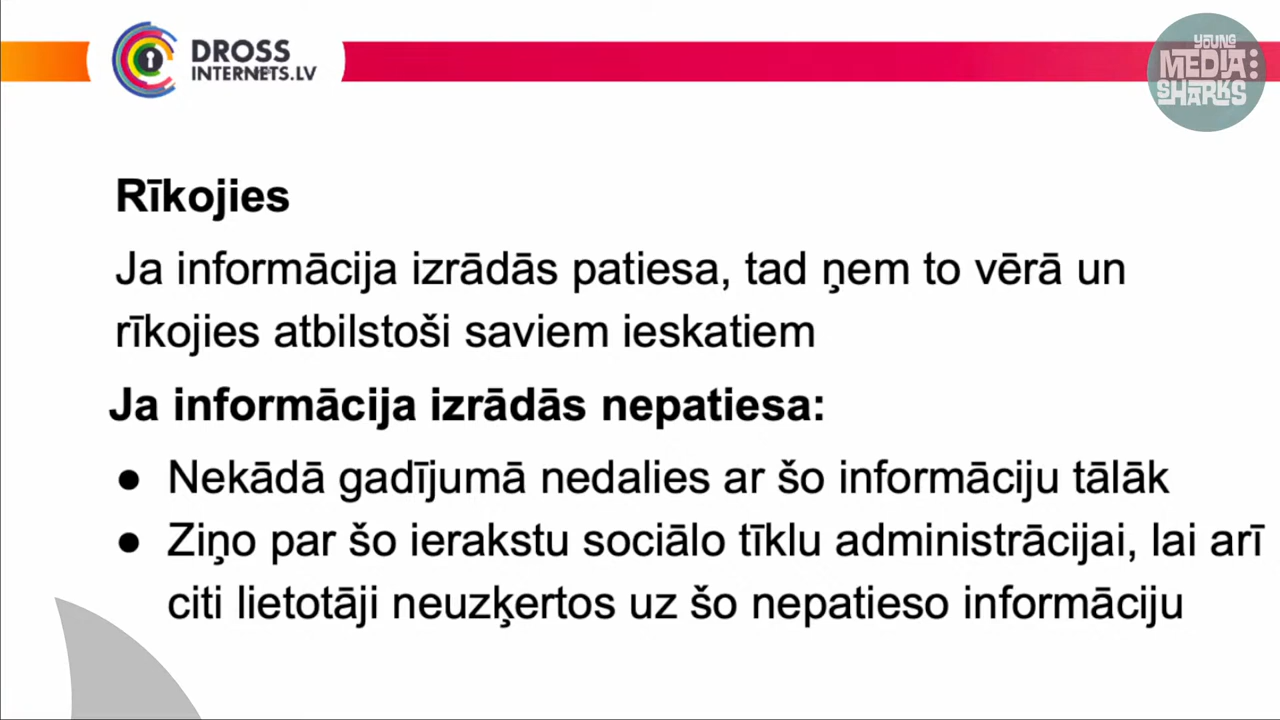 DROSS
INTERNETS.LV
YOUNG
MEDIA:
SHARKS
Rīkojies
Ja informācija izrādās patiesa, tad ņem to vērā un
rīkojies atbilstoši saviem ieskatiem
Ja informācija izrādās nepatiesa:
● Nekādā gadījumā nedalies ar šo informāciju tālāk
● Ziņo par šo ierakstu sociālo tīklu administrācijai, lai arī
citi lietotāji neuzķertos uz šo nepatieso informāciju